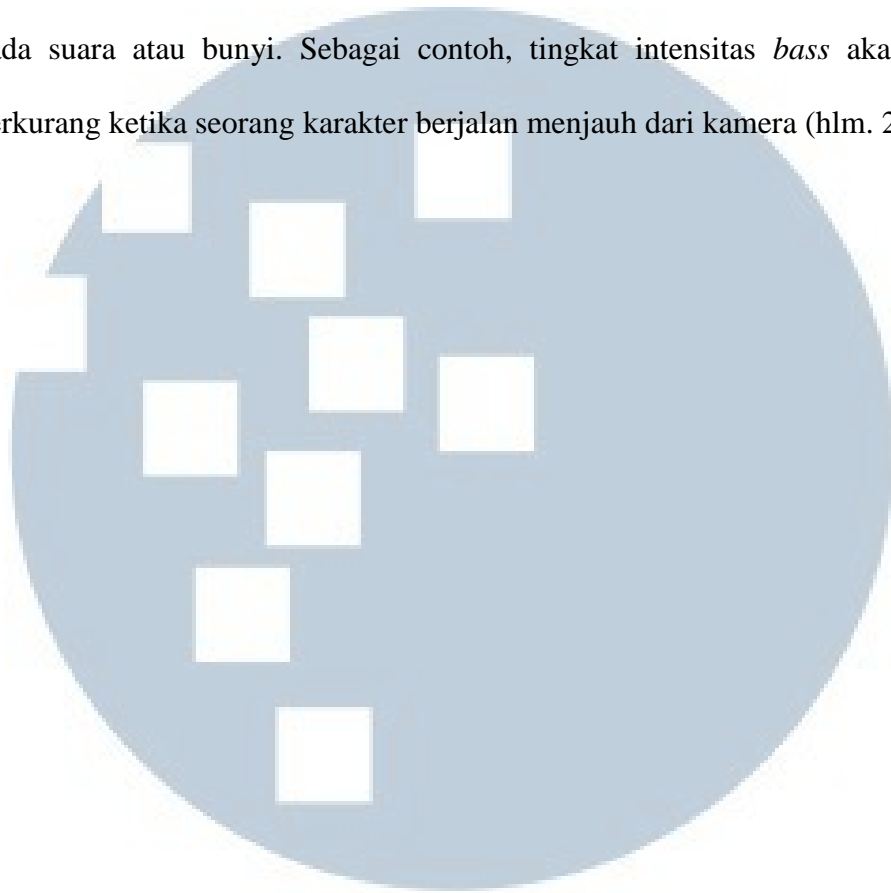 ada suara atau bunyi. Sebagai contoh, tingkat intensitas bass aka
erkurang ketika seorang karakter berjalan menjauh dari kamera (hlm. 2